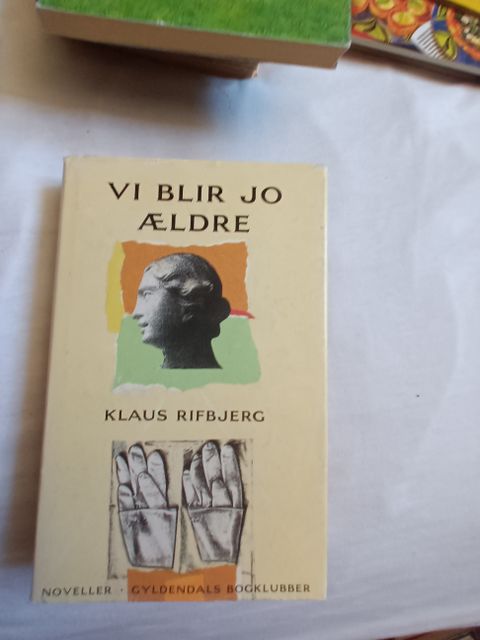 VI BLIR JO
ÆLDRE
KLAUS RIFBJERG
NOVELLER · GYLDENDALS BOGKLUBBER